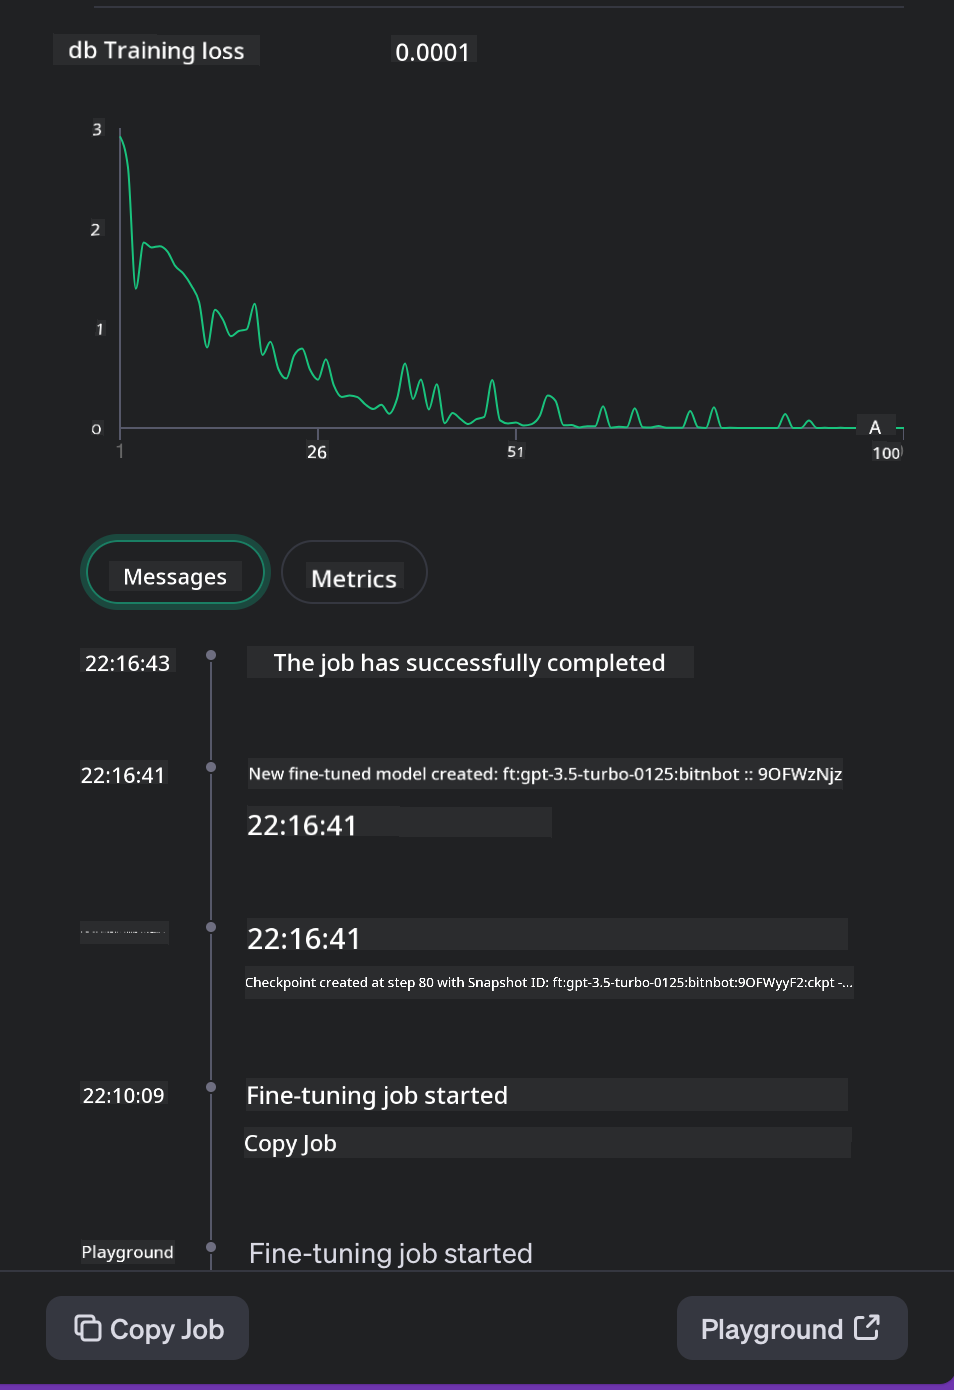 db Training loss 0.0001
3
2
1
0
1 26 51 100
A
Messages Metrics
22:16:43 The job has successfully completed
22:16:41 New fine-tuned model created: ft:gpt-3.5-turbo-0125:bitnbot :: 9OFWzNjz
22:16:41
22:16:41
Checkpoint created at step 80 with Snapshot ID: ft:gpt-3.5-turbo-0125:bitnbot:9OFWyyF2:ckpt -...
22:10:09 Fine-tuning job started
Copy Job
Playground Fine-tuning job started
Copy Job Playground